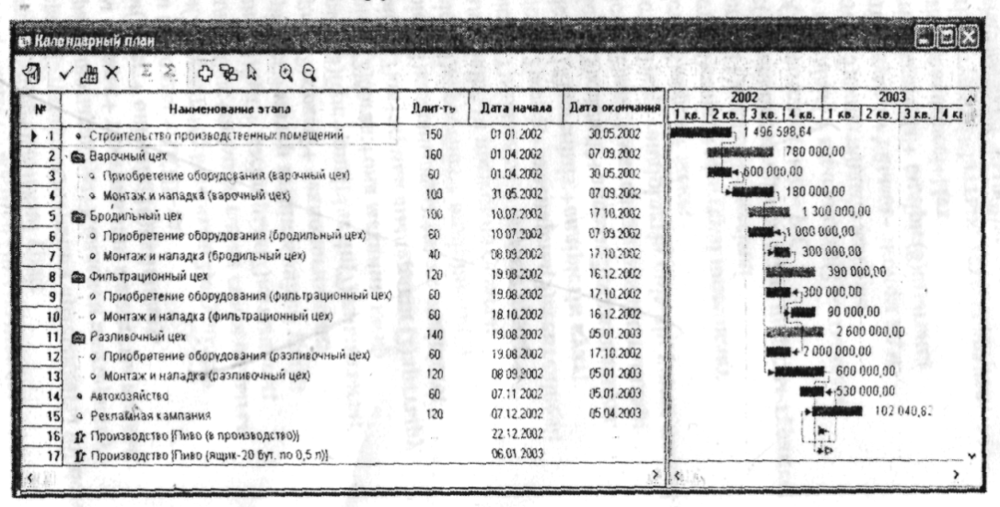 Календарный план
№ Наименование этапа Длит-ть Дата начала Дата окончания 2002 2003
1 кв. 2 кв. 3 кв. 4 кв. 1 кв. 2 кв. 3 кв. 4 кв
1 Строительство производственных помещений 150 01.01.2002 30.05.2002 1 496 598,64
2 Варочный цех 160 01.04.2002 07.09.2002 780 000,00
3 Приобретение оборудования (варочный цех) 60 01.04.2002 30.05.2002 600 000,00
4 Монтаж и наладка (варочный цех) 100 31.05.2002 07.09.2002 180 000,00
5 Бродильный цех 100 10.07.2002 17.10.2002 1 300 000,00
6 Приобретение оборудования (бродильный цех) 60 10.07.2002 07.09.2002 1 000 000,00
7 Монтаж и наладка (бродильный цех) 40 08.09.2002 17.10.2002 300 000,00
8 Фильтрационный цех 120 19.08.2002 16.12.2002 390 000,00
9 Приобретение оборудования (фильтрационный цех) 60 19.08.2002 17.10.2002 300 000,00
10 Монтаж и наладка (фильтрационный цех) 60 18.10.2002 16.12.2002 90 000,00
11 Разливочный цех 140 19.08.2002 05.01.2003 2 600 000,00
12 Приобретение оборудования (разливочный цех) 60 19.08.2002 17.10.2002 2 000 000,00
13 Монтаж и наладка (разливочный цех) 120 08.09.2002 05.01.2003 600 000,00
14 Автохозяйство 60 07.11.2002 05.01.2003 530 000,00
15 Рекламная кампания 120 07.12.2002 05.04.2003 102 040,82
16 Производство [Пиво (в производство)] 22.12.2002
17 Производство [Пиво (ящик-20 бут. по 0,5 л)] 06.01.2003